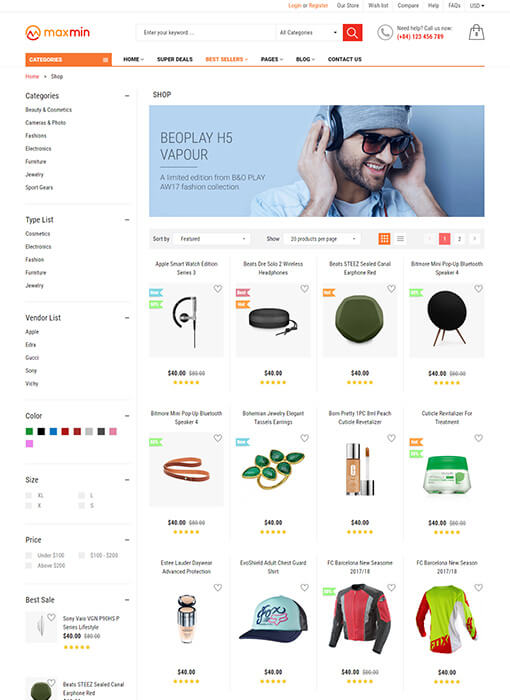 Login or Register Our Store Wish list Compare Help FAQs USD
maxmin
Enter your keyword ... All Categories
Need help? Call us now:
(+84) 123 456 789
0
CATEGORIES HOME SUPER DEALS BEST SELLERS PAGES BLOG CONTACT US
Home > Shop
Categories
Beauty & Cosmetics
Cameras & Photo
Fashions
Electronics
Furniture
Jewelry
Sport Gears
Type List
Cosmetics
Electronics
Fashion
Furniture
Jewelry
Vendor List
Apple
Edra
Gucci
Sony
Vichy
Color
Size
XL L
X S
Price
Under $100 $100 - $200
Above $200
Best Sale
Sony Vaio VGN P90HS P
Series Lifestyle
$40.00 $80.00
Beats STEEZ Sealed Canal
Earphone Red
SHOP
BEOPLAY H5
VAPOUR
A limited edition from B&O PLAY
AW17 fashion collection.
Sort by Featured Show 20 products per page 1 2
Apple Smart Watch Edition
Series 3
$40.00 $80.00
Beats Dre Solo 2 Wireless
Headphones
$40.00
Beats STEEZ Sealed Canal
Earphone Red
$40.00
Bitmore Mini Pop-Up Bluetooth
Speaker 4
$40.00 $80.00
Bitmore Mini Pop-Up Bluetooth
Speaker 4
$40.00 $80.00
Bohemian Jewelry Elegant
Tassels Earrings
$40.00
Born Pretty 1PC 8ml Peach
Cuticle Revetalizer
$40.00
Cuticle Revitalizer For
Treatment
$40.00 $80.00
Estee Lauder Daywear
Advanced Protection
$40.00
EvoShield Adult Chest Guard
Shirt
$40.00
FC Barcelona New Seasome
2017/18
$40.00 $80.00
FC Barcelona New Season
2017/18
$40.00